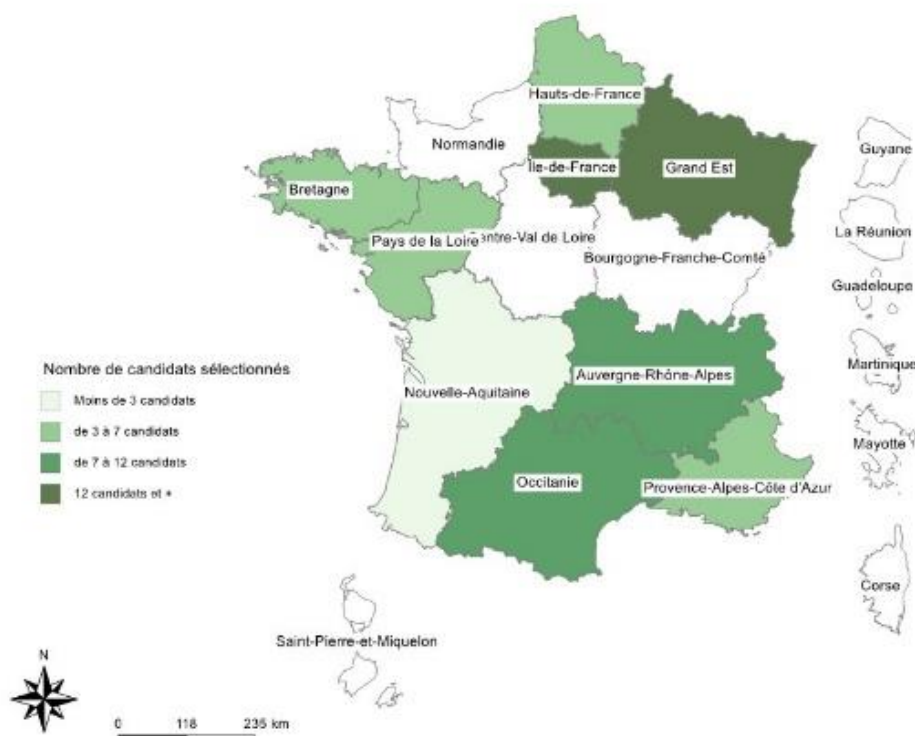 Hauts-de-France
Normandie
Île-de-France
Grand Est
Guyane
Bretagne
Pays de la Loire
ntre-Val de Loire
La Réunion
Bourgogne-Franche-Comté
Guadeloupe
Martinique
Nombre de candidats sélectionnés
Moins de 3 candidats
de 3 à 7 candidats
de 7 à 12 candidats
12 candidats et +
Auvergne-Rhône-Alpes
Nouvelle-Aquitaine
Mayotte
Occitanie
Provence-Alpes-Côte d'Azur
Corse
Saint-Pierre-et-Miquelon
N
0 118 235 km